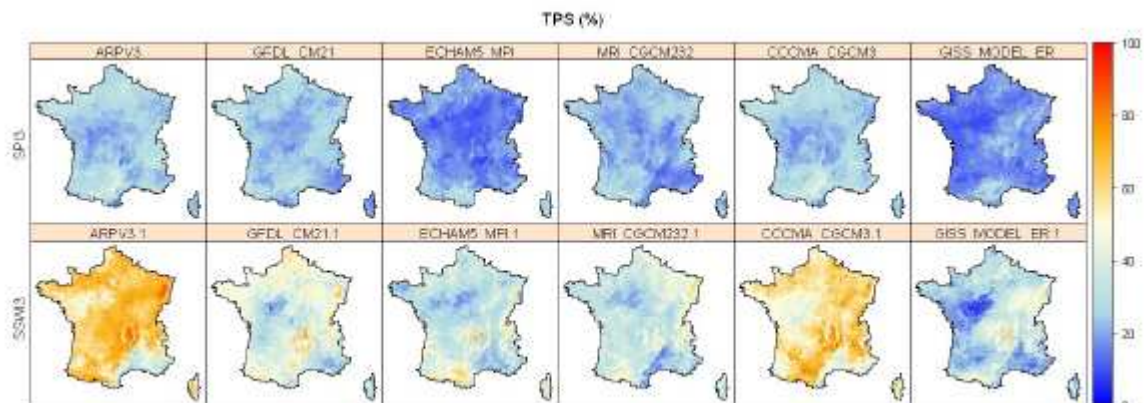 TPS (%)
ARPV3 GFDL_CM21 ECHAM5_MPI MRI_CGCM232 CCCMA_CGCM3 GISS_MODEL_ER
SPI3
ARPV3.1 GFDL_CM21.1 ECHAM5_MPI.1 MRI_CGCM232.1 CCCMA_CGCM3.1 GISS_MODEL_ER.1
SSWI3
100
80
60
40
20
0